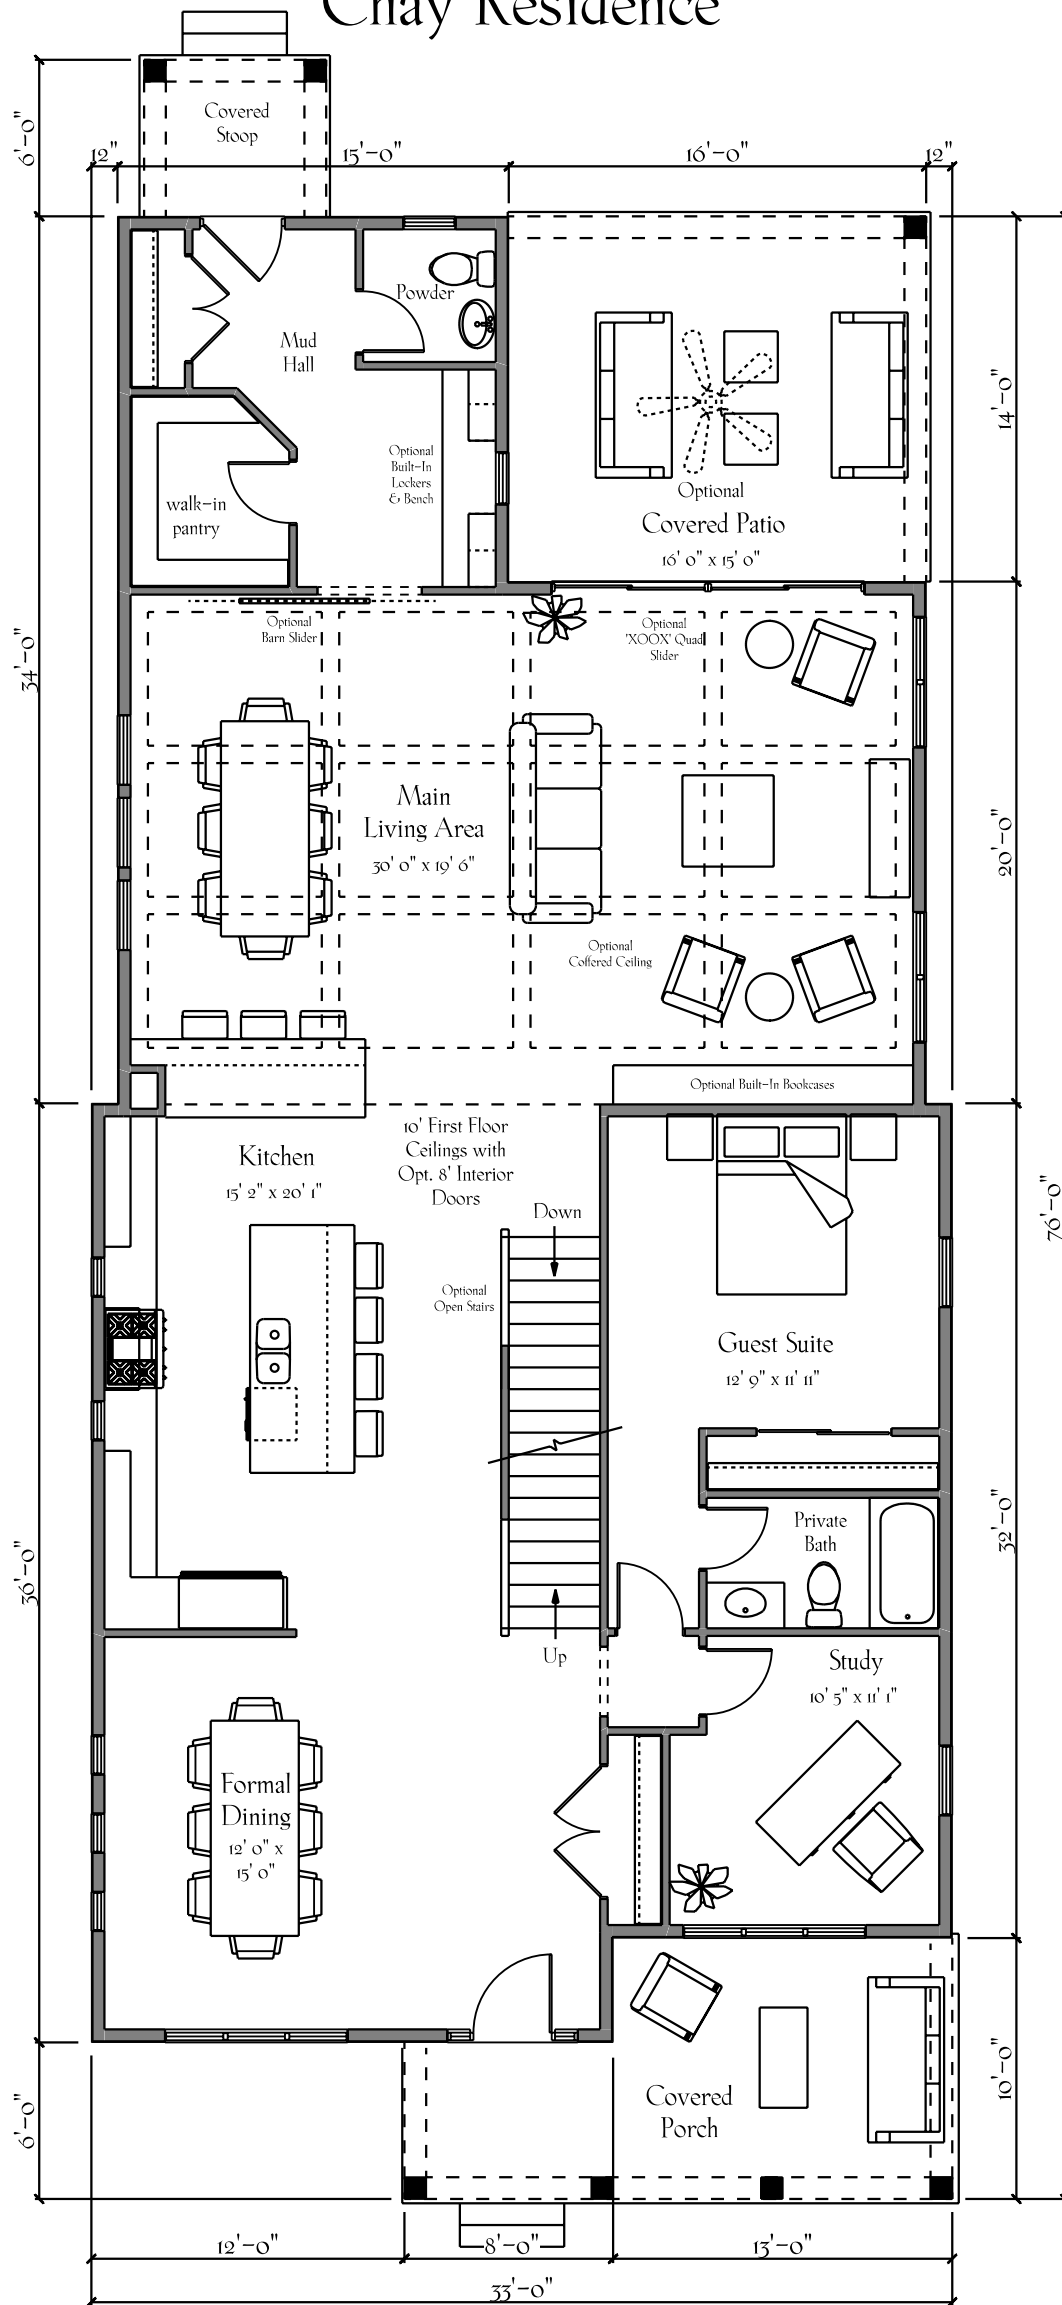 Chay Residence
Covered
Stoop
6'-0"
12"
15'-0"
16'-0"
12"
Powder
Mud
Hall
14'-0"
Optional
Built-In
Lockers
& Bench
walk-in
pantry
Optional
Covered Patio
16' 0" x 15' 0"
Optional
Barn Slider
Optional
'XOOX' Quad
Slider
34'-0"
Main
Living Area
30' 0" x 19' 6"
20'-0"
Optional
Coffered Ceiling
Optional Built-In Bookcases
Kitchen
15' 2" x 20' 1"
10' First Floor
Ceilings with
Opt. 8' Interior
Doors
Down
76'-0"
Optional
Open Stairs
Guest Suite
12' 9" x 11' 11"
Private
Bath
32'-0"
36'-0"
Up
Study
10' 5" x 11' 1"
Formal
Dining
12' 0" x
15' 0"
Covered
Porch
10'-0"
6'-0"
12'-0"
8'-0"
13'-0"
33'-0"